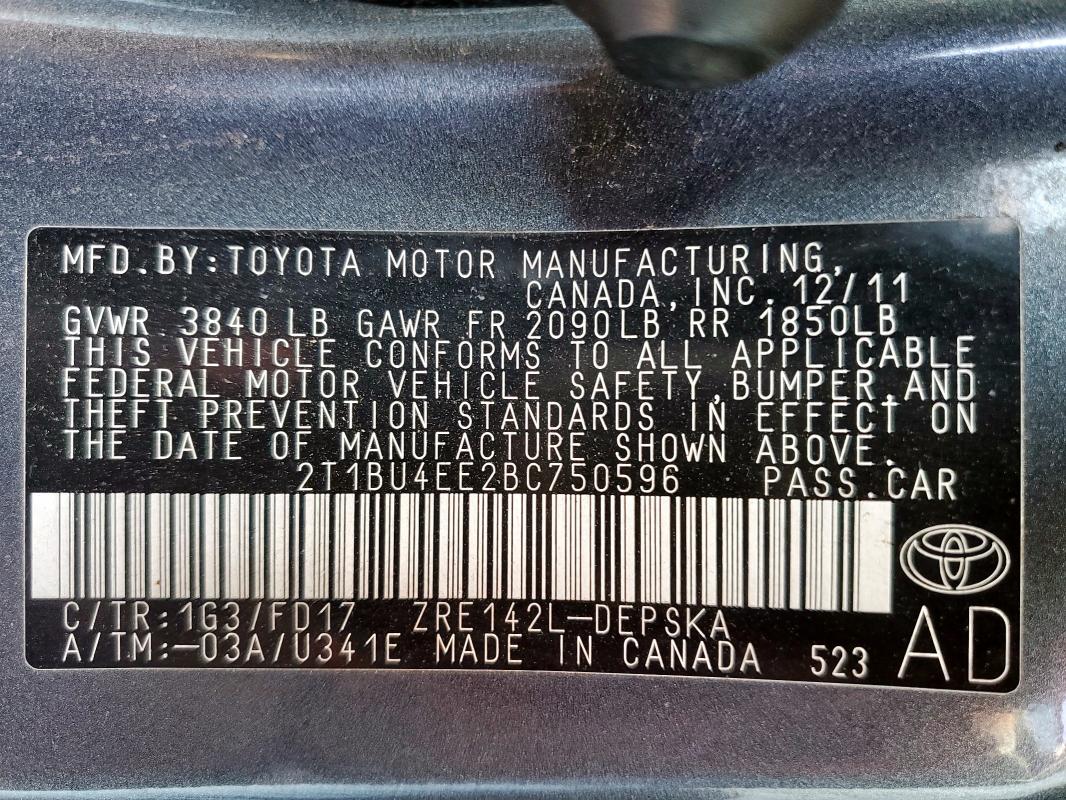 MFD.BY:TOYOTA MOTOR MANUFACTURING,
CANADA,INC. 12/11
GVWR 3840 LB GAWR FR 2090LB RR 1850LB
THIS VEHICLE CONFORMS TO ALL APPLICABLE
FEDERAL MOTOR VEHICLE SAFETY,BUMPER,AND
THEFT PREVENTION STANDARDS IN EFFECT ON
THE DATE OF MANUFACTURE SHOWN ABOVE.
2T1BU4EE2BC750596 PASS.CAR
C/TR:1G3/FD17 ZRE142L-DEPSKA
A/TM:-03A/U341E MADE IN CANADA 523 AD